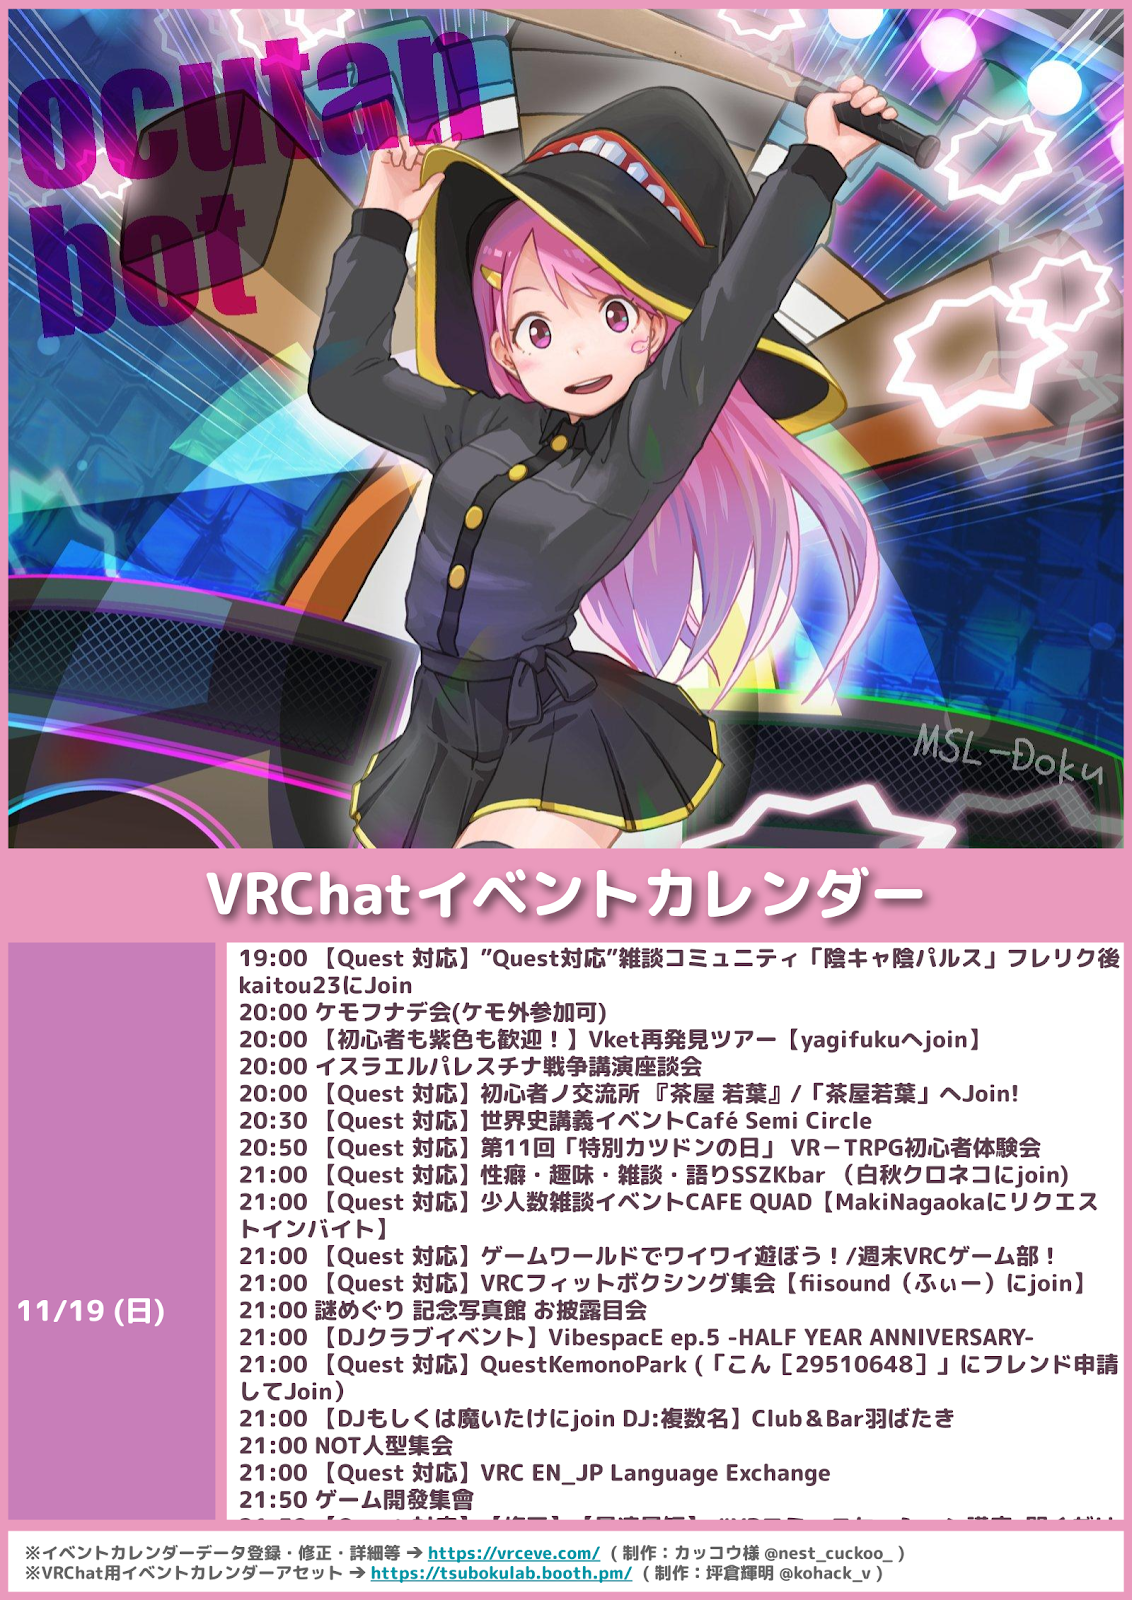 ocutan
bot
MSL-Doku
VRChatイベントカレンダー
11/19 (日)
19:00 【Quest 対応】”Quest対応”雑談コミュニティ「陰キャ陰パルス」フレリク後
kaitou23にJoin
20:00 ケモフナデ会(ケモ外参加可)
20:00 【初心者も紫色も歓迎！】Vket再発見ツアー【yagifukuへjoin】
20:00 イスラエルパレスチナ戦争講演座談会
20:00 【Quest 対応】初心者ノ交流所 『茶屋 若葉』/「茶屋若葉」へJoin!
20:30 【Quest 対応】世界史講義イベントCafé Semi Circle
20:50 【Quest 対応】第11回「特別カツドンの日」 VR－TRPG初心者体験会
21:00 【Quest 対応】性癖・趣味・雑談・語りSSZKbar （白秋クロネコにjoin)
21:00 【Quest 対応】少人数雑談イベントCAFE QUAD【MakiNagaokaにリクエス
トインバイト】
21:00 【Quest 対応】ゲームワールドでワイワイ遊ぼう！/週末VRCゲーム部！
21:00 【Quest 対応】VRCフィットボクシング集会【fiisound（ふぃー）にjoin】
21:00 謎めぐり 記念写真館 お披露目会
21:00 【DJクラブイベント】VibespacE ep.5 -HALF YEAR ANNIVERSARY-
21:00 【Quest 対応】QuestKemonoPark (「こん［29510648］」にフレンド申請
してJoin）
21:00 【DJもしくは魔いたけにjoin DJ:複数名】Club＆Bar羽ばたき
21:00 NOT人型集会
21:00 【Quest 対応】VRC EN_JP Language Exchange
21:50 ゲーム開發集會
※イベントカレンダーデータ登録・修正・詳細等 ➔ https://vrceve.com/ ( 制作：カッコウ様 @nest_cuckoo_ )
※VRChat用イベントカレンダーアセット ➔ https://tsubokulab.booth.pm/ ( 制作：坪倉輝明 @kohack_v )